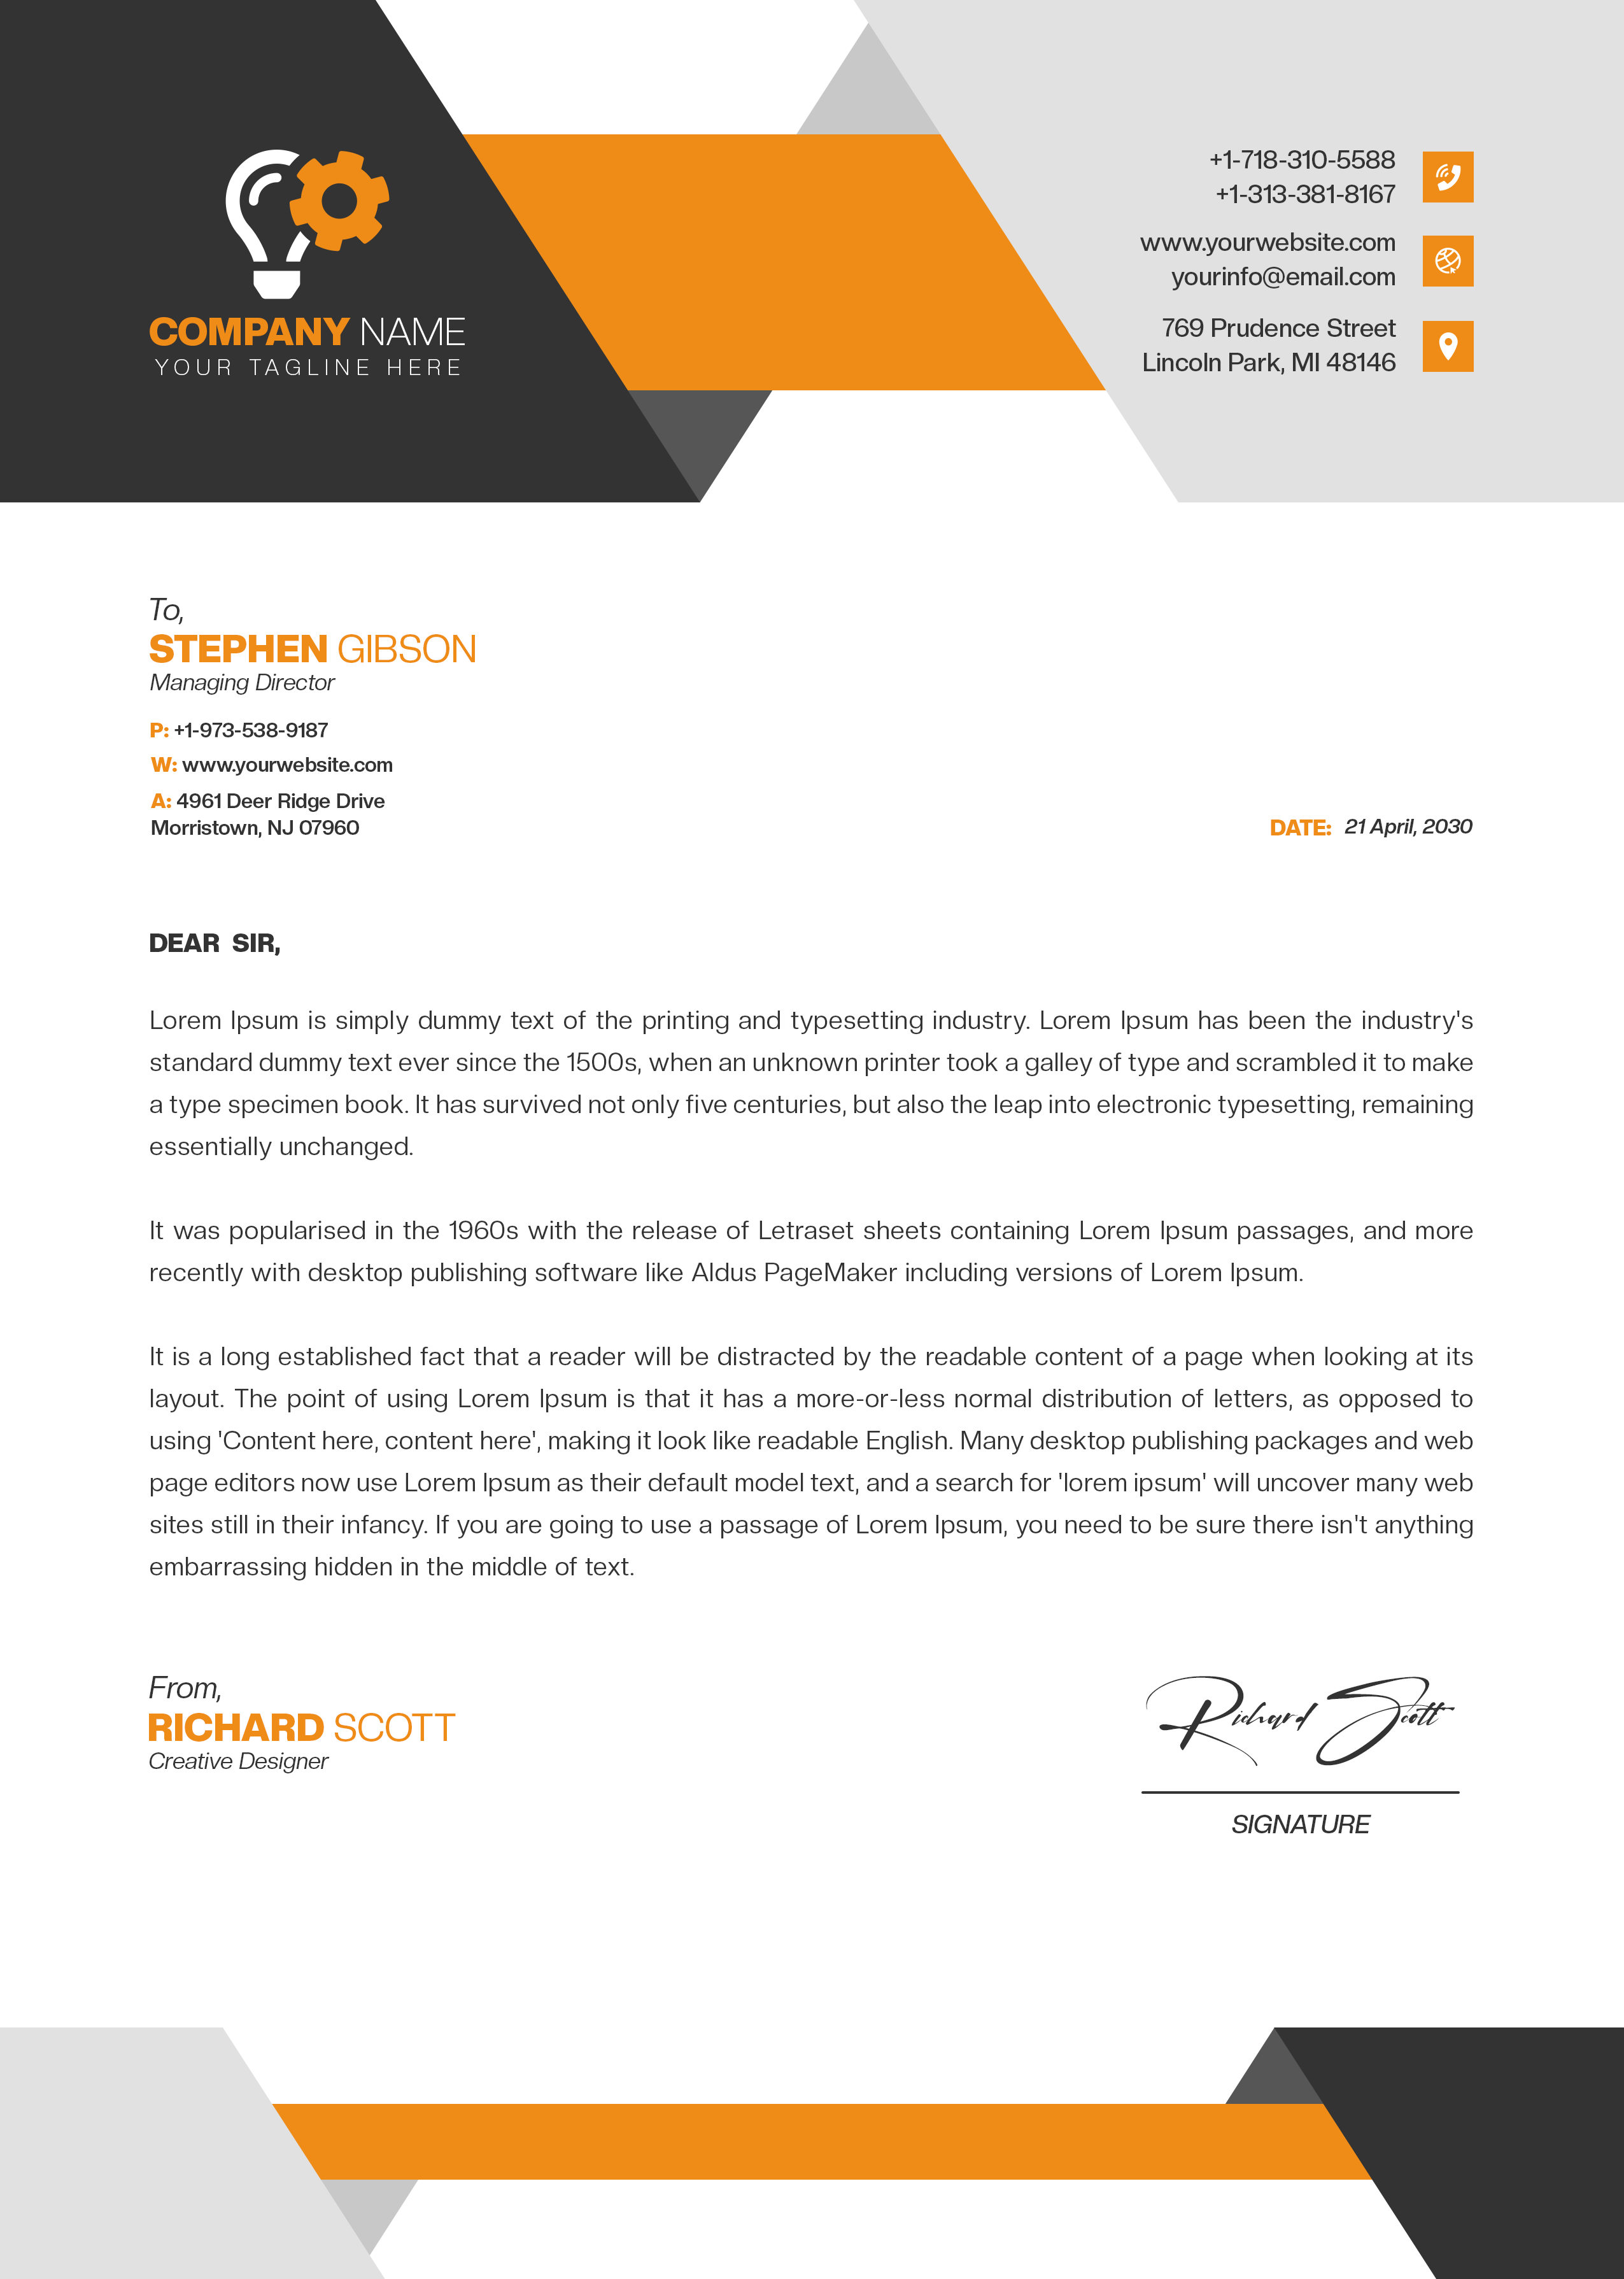 COMPANY NAME
YOUR TAGLINE HERE
+1-718-310-5588
+1-313-381-8167
www.yourwebsite.com
yourinfo@email.com
769 Prudence Street
Lincoln Park, MI 48146
To,
STEPHEN GIBSON
Managing Director
P: +1-973-538-9187
W: www.yourwebsite.com
A: 4961 Deer Ridge Drive
Morristown, NJ 07960
DATE: 21 April, 2030
DEAR SIR,
Lorem Ipsum is simply dummy text of the printing and typesetting industry. Lorem Ipsum has been the industry's
standard dummy text ever since the 1500s, when an unknown printer took a galley of type and scrambled it to make
a type specimen book. It has survived not only five centuries, but also the leap into electronic typesetting, remaining
essentially unchanged.
It was popularised in the 1960s with the release of Letraset sheets containing Lorem Ipsum passages, and more
recently with desktop publishing software like Aldus PageMaker including versions of Lorem Ipsum.
It is a long established fact that a reader will be distracted by the readable content of a page when looking at its
layout. The point of using Lorem Ipsum is that it has a more-or-less normal distribution of letters, as opposed to
using 'Content here, content here', making it look like readable English. Many desktop publishing packages and web
page editors now use Lorem Ipsum as their default model text, and a search for 'lorem ipsum' will uncover many web
sites still in their infancy. If you are going to use a passage of Lorem Ipsum, you need to be sure there isn't anything
embarrassing hidden in the middle of text.
From,
RICHARD SCOTT
Creative Designer
Richard Scott
SIGNATURE